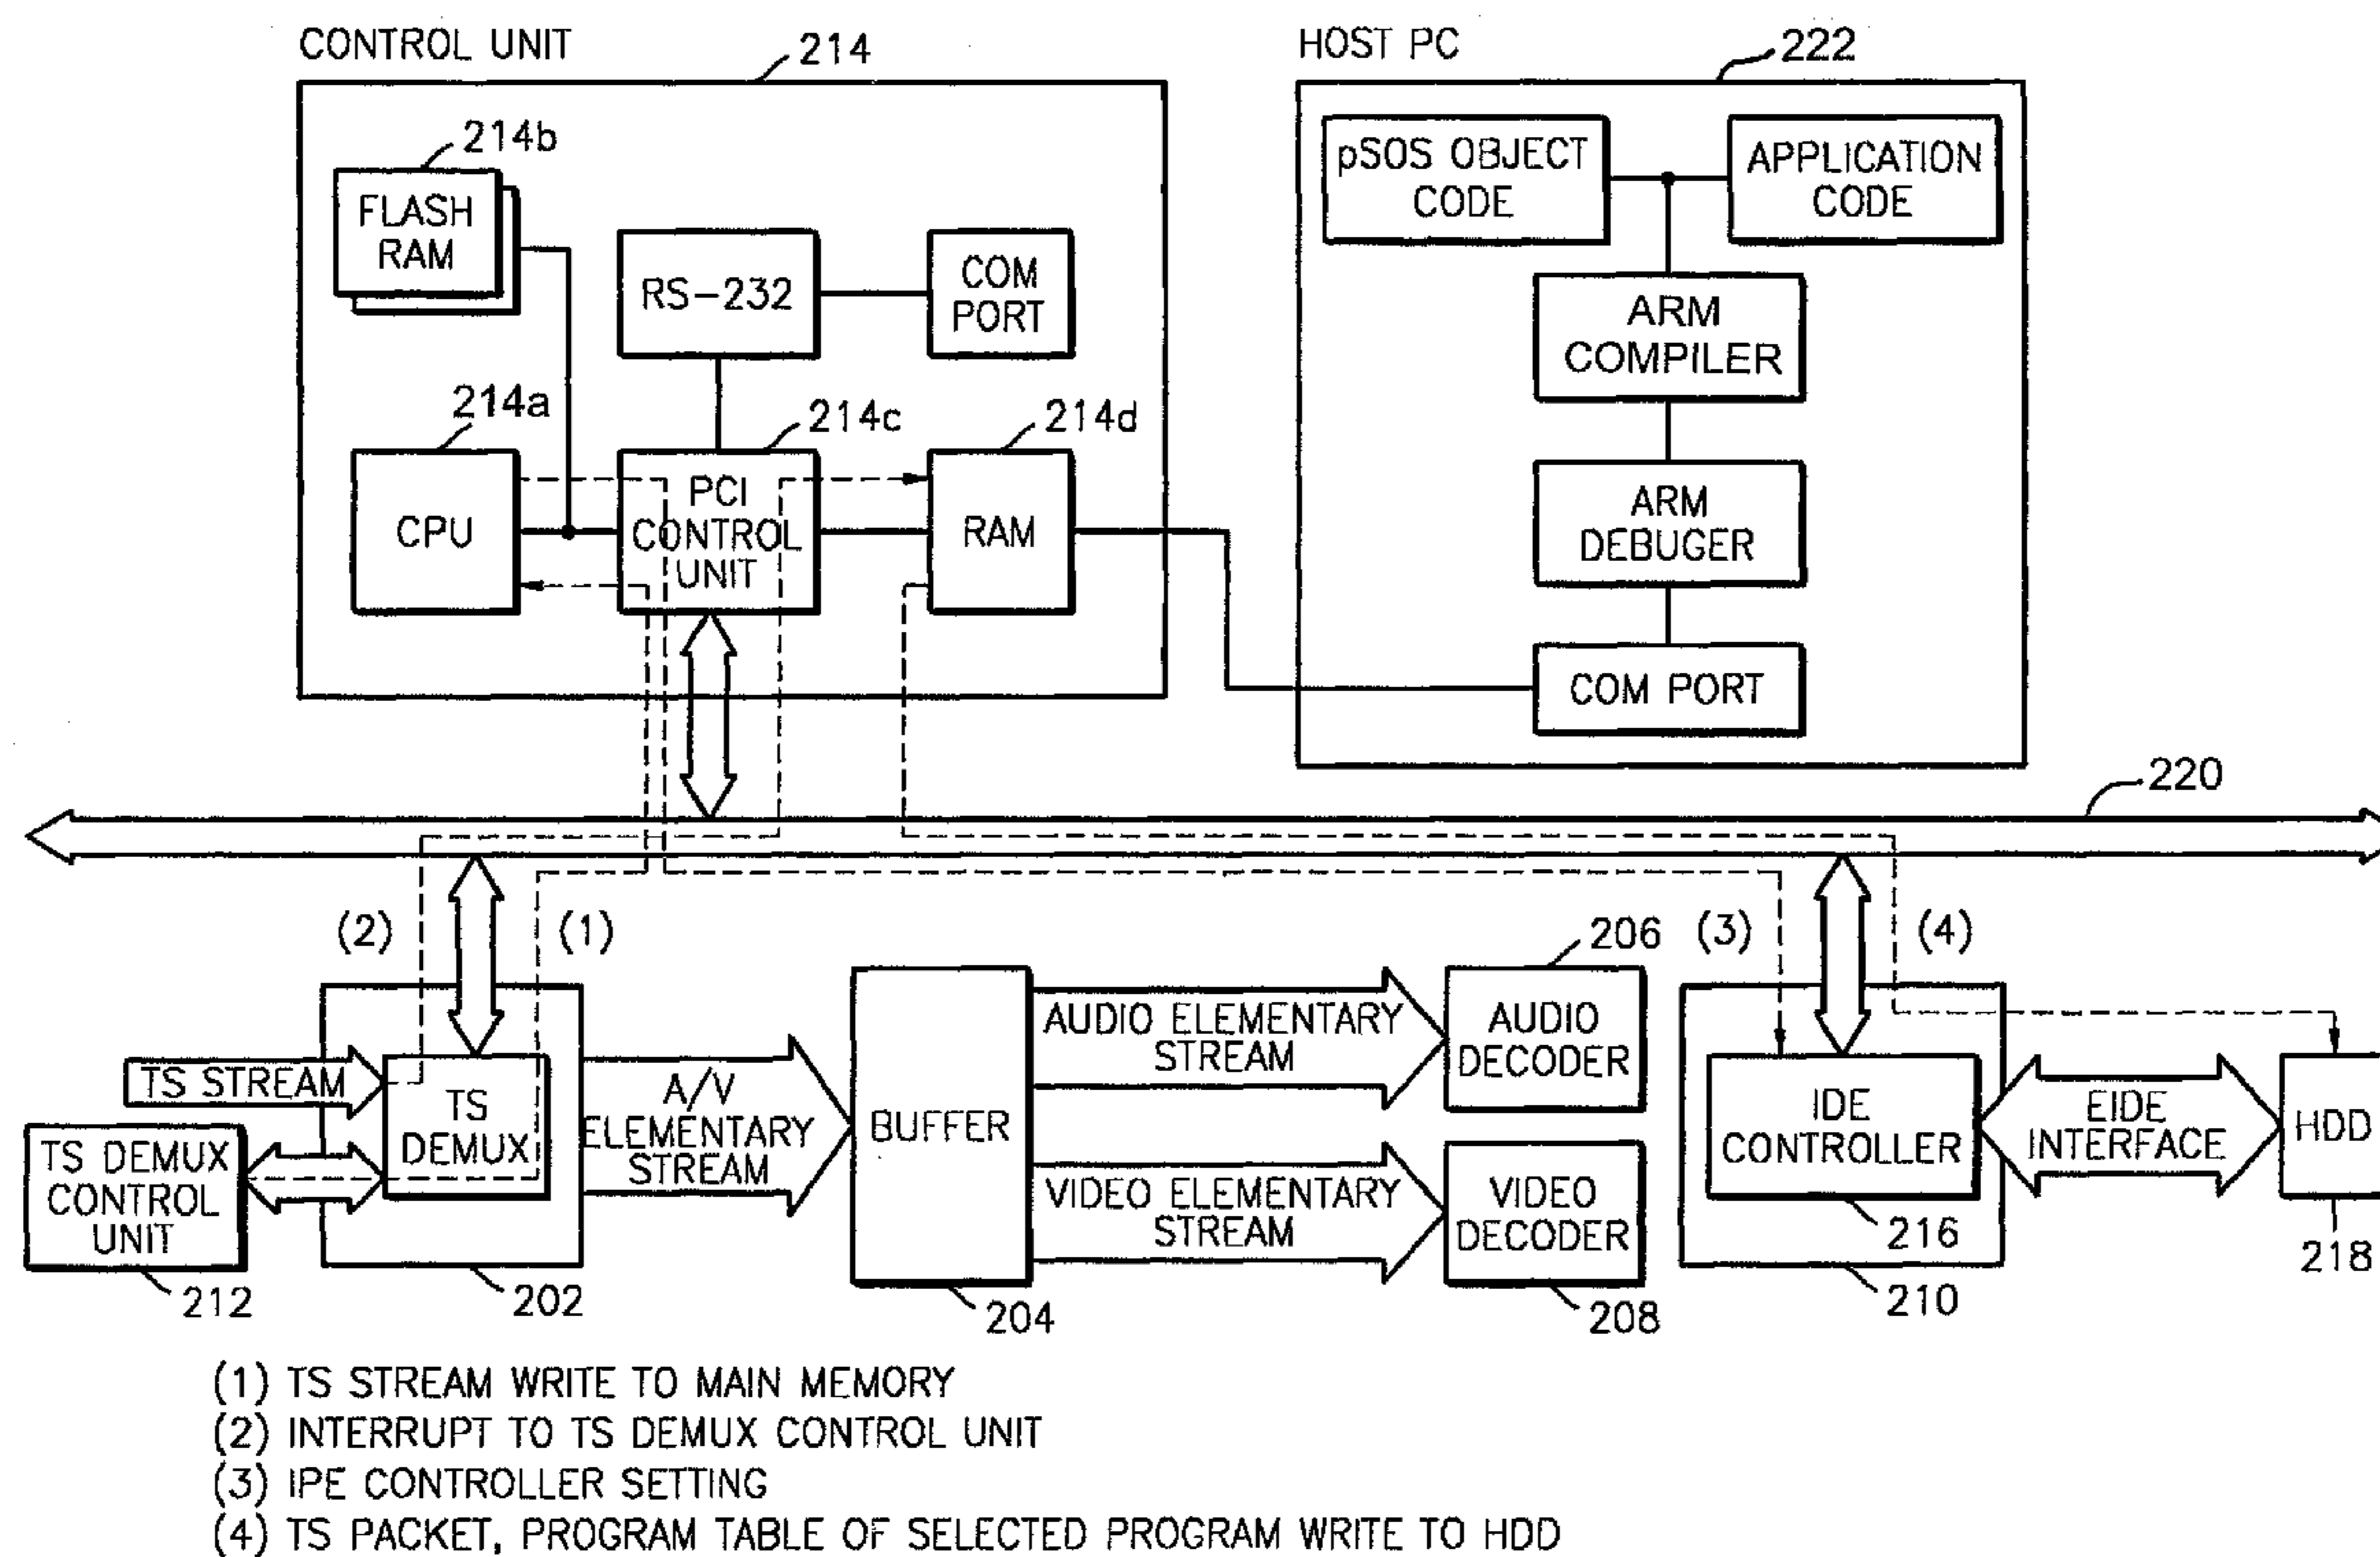 CONTROL UNIT
214
HOST PC
222
214b
FLASH
RAM
RS-232
COM
PORT
pSOS OBJECT
CODE
APPLICATION
CODE
ARM
COMPILER
214a
214c
214d
CPU
PCI
CONTROL
UNIT
RAM
ARM
DEBUGER
COM PORT
220
(2)
(1)
206
(3)
(4)
TS STREAM
TS
DEMUX
TS DEMUX
CONTROL
UNIT
A/V
ELEMENTARY
STREAM
BUFFER
AUDIO ELEMENTARY
STREAM
AUDIO
DECODER
VIDEO ELEMENTARY
STREAM
VIDEO
DECODER
IDE
CONTROLLER
EIDE
INTERFACE
HDD
216
218
212
202
204
208
210
(1) TS STREAM WRITE TO MAIN MEMORY
(2) INTERRUPT TO TS DEMUX CONTROL UNIT
(3) IPE CONTROLLER SETTING
(4) TS PACKET, PROGRAM TABLE OF SELECTED PROGRAM WRITE TO HDD